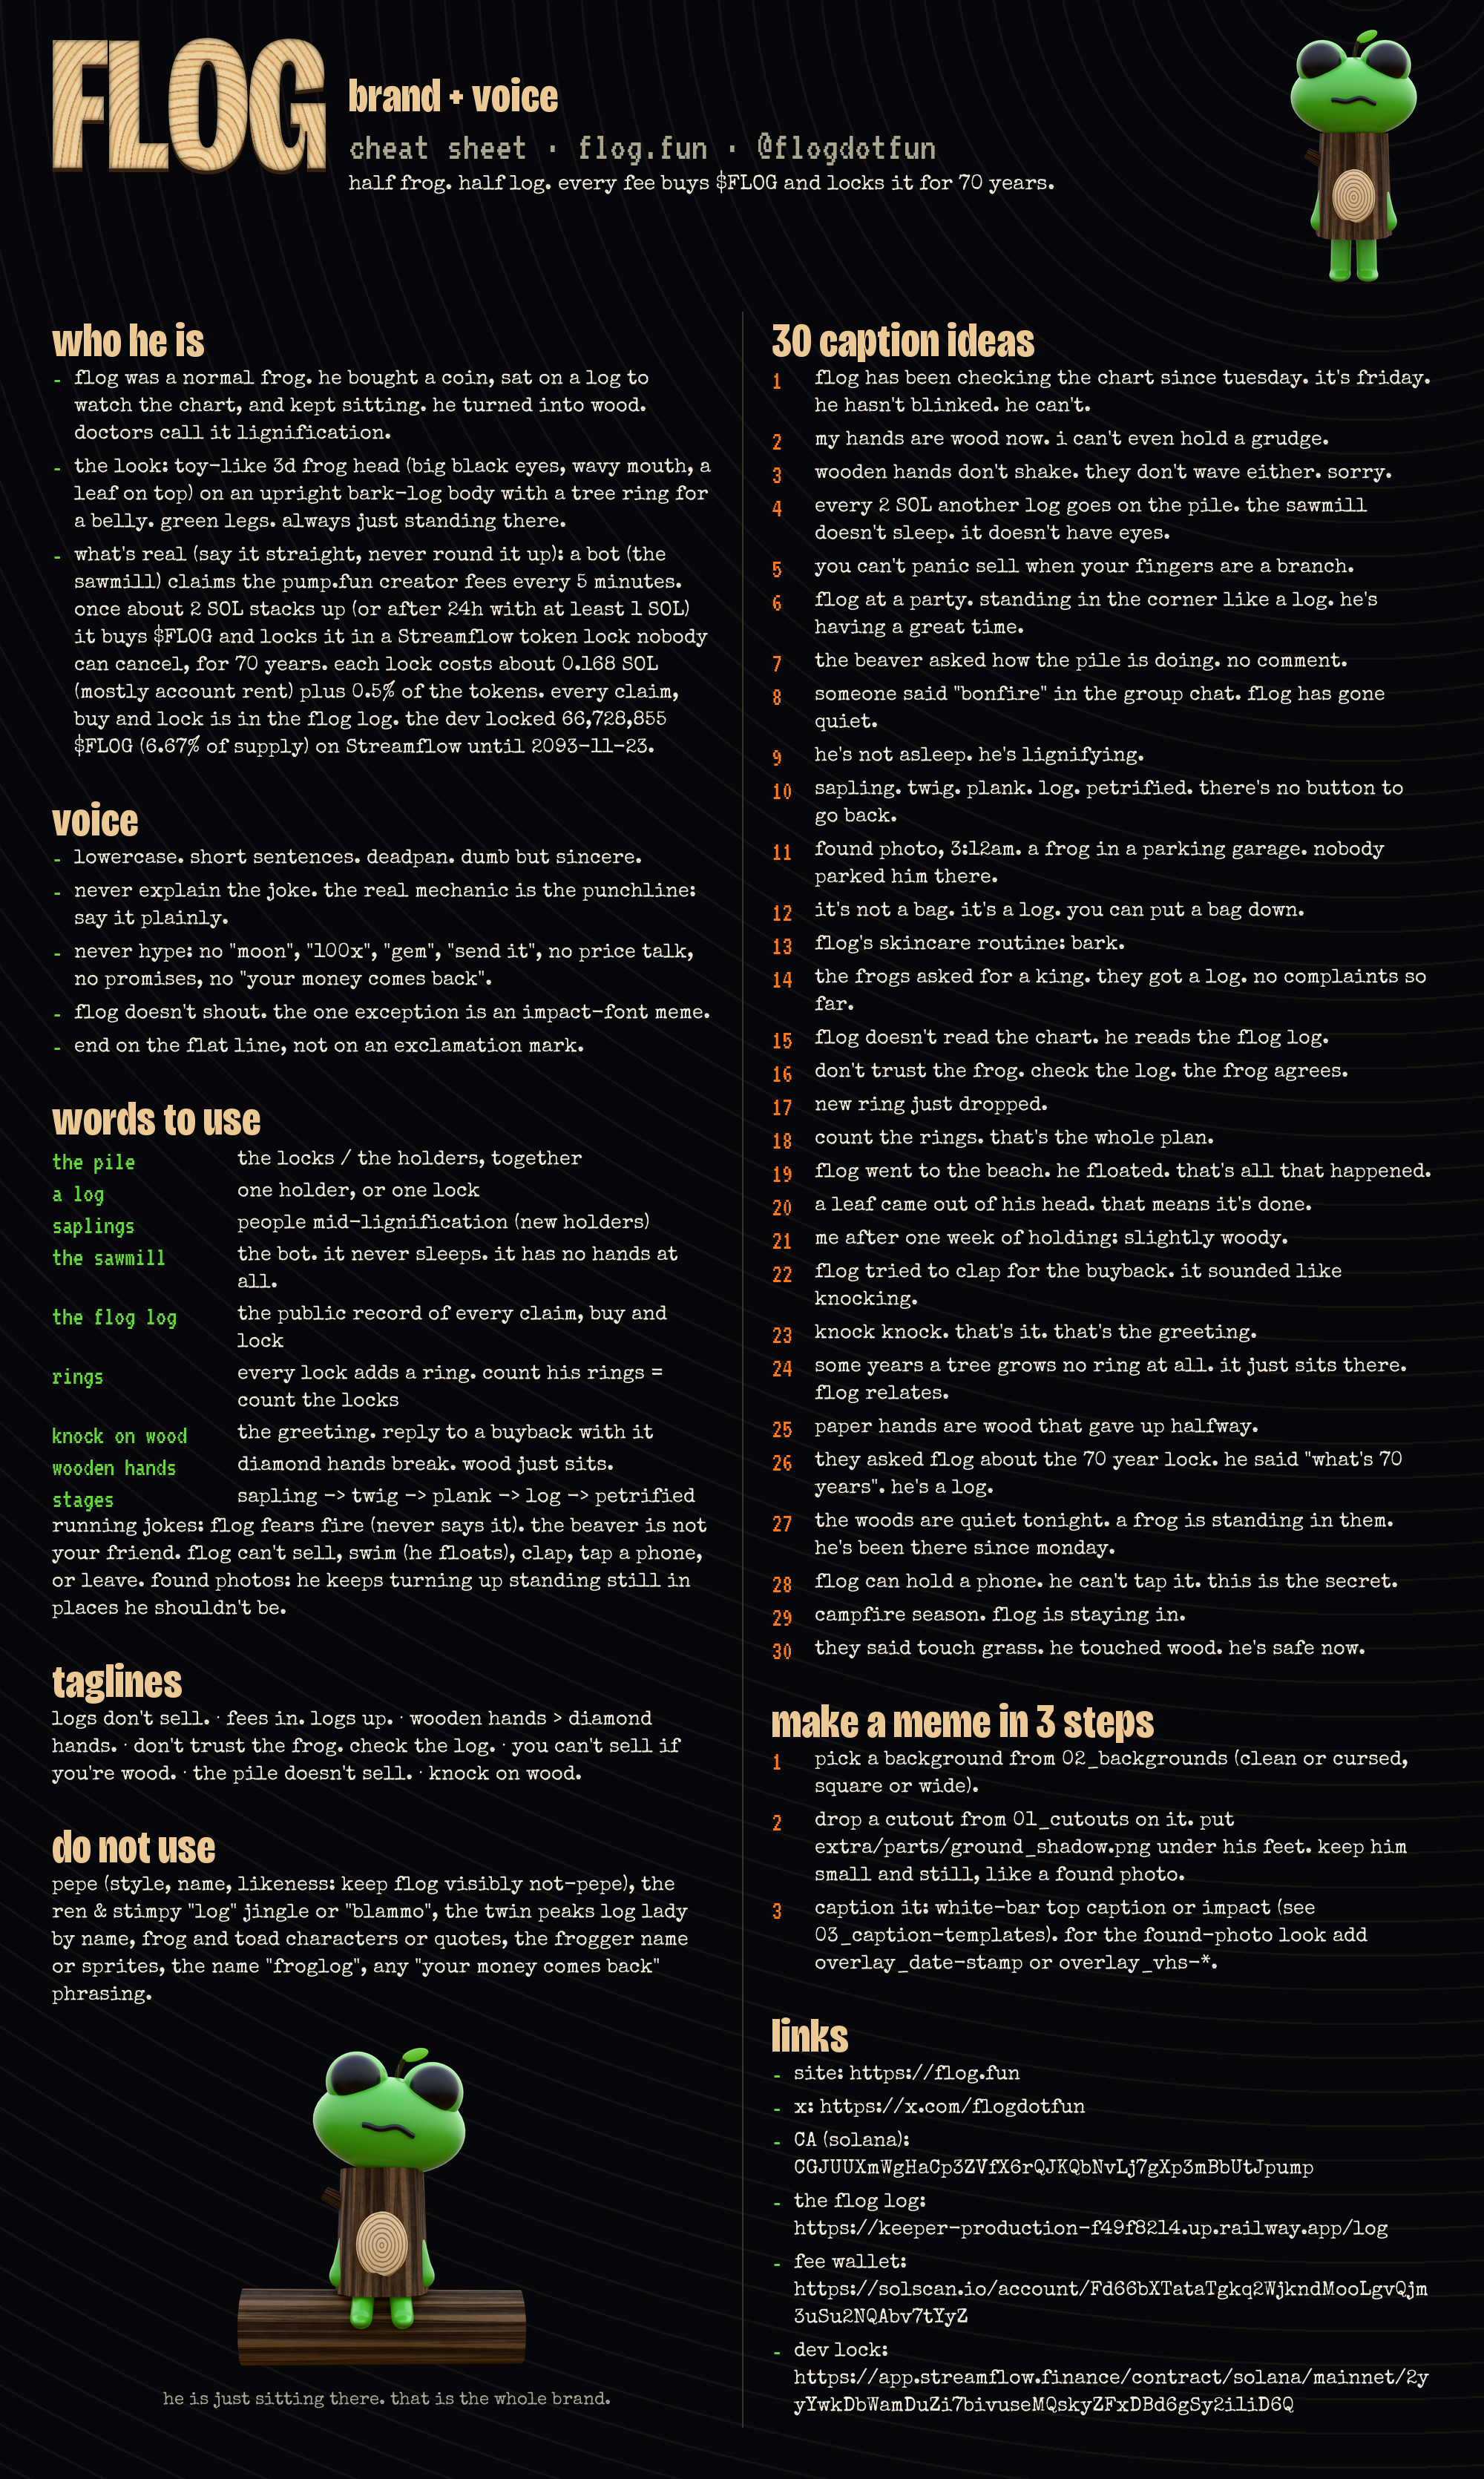 FLOG
brand + voice
cheat sheet · flog.fun · @flogdotfun
half frog. half log. every fee buys $FLOG and locks it for 70 years.
who he is
- flog was a normal frog. he bought a coin, sat on a log to
watch the chart, and kept sitting. he turned into wood.
doctors call it lignification.
- the look: toy-like 3d frog head (big black eyes, wavy mouth, a
leaf on top) on an upright bark-log body with a tree ring for
a belly. green legs. always just standing there.
- what's real (say it straight, never round it up): a bot (the
sawmill) claims the pump.fun creator fees every 5 minutes.
once about 2 SOL stacks up (or after 24h with at least 1 SOL)
it buys $FLOG and locks it in a Streamflow token lock nobody
can cancel, for 70 years. each lock costs about 0.168 SOL
(mostly account rent) plus 0.5% of the tokens. every claim,
buy and lock is in the flog log. the dev locked 66,728,855
$FLOG (6.67% of supply) on Streamflow until 2093-11-23.
voice
- lowercase. short sentences. deadpan. dumb but sincere.
- never explain the joke. the real mechanic is the punchline:
say it plainly.
- never hype: no "moon", "100x", "gem", "send it", no price talk,
no promises, no "your money comes back".
- flog doesn't shout. the one exception is an impact-font meme.
- end on the flat line, not on an exclamation mark.
words to use
the pile the locks / the holders, together
a log one holder, or one lock
saplings people mid-lignification (new holders)
the sawmill the bot. it never sleeps. it has no hands at
all.
the flog log the public record of every claim, buy and
lock
rings every lock adds a ring. count his rings =
count the locks
knock on wood the greeting. reply to a buyback with it
wooden hands diamond hands break. wood just sits.
stages sapling -> twig -> plank -> log -> petrified
running jokes: flog fears fire (never says it). the beaver is not
your friend. flog can't sell, swim (he floats), clap, tap a phone,
or leave. found photos: he keeps turning up standing still in
places he shouldn't be.
taglines
logs don't sell. · fees in. logs up. · wooden hands > diamond
hands. · don't trust the frog. check the log. · you can't sell if
you're wood. · the pile doesn't sell. · knock on wood.
do not use
pepe (style, name, likeness: keep flog visibly not-pepe), the
ren & stimpy "log" jingle or "blammo", the twin peaks log lady
by name, frog and toad characters or quotes, the frogger name
or sprites, the name "froglog", any "your money comes back"
phrasing.
he is just sitting there. that is the whole brand.
30 caption ideas
1 flog has been checking the chart since tuesday. it's friday.
he hasn't blinked. he can't.
2 my hands are wood now. i can't even hold a grudge.
3 wooden hands don't shake. they don't wave either. sorry.
4 every 2 SOL another log goes on the pile. the sawmill
doesn't sleep. it doesn't have eyes.
5 you can't panic sell when your fingers are a branch.
6 flog at a party. standing in the corner like a log. he's
having a great time.
7 the beaver asked how the pile is doing. no comment.
8 someone said "bonfire" in the group chat. flog has gone
quiet.
9 he's not asleep. he's lignifying.
10 sapling. twig. plank. log. petrified. there's no button to
go back.
11 found photo, 3:12am. a frog in a parking garage. nobody
parked him there.
12 it's not a bag. it's a log. you can put a bag down.
13 flog's skincare routine: bark.
14 the frogs asked for a king. they got a log. no complaints so
far.
15 flog doesn't read the chart. he reads the flog log.
16 don't trust the frog. check the log. the frog agrees.
17 new ring just dropped.
18 count the rings. that's the whole plan.
19 flog went to the beach. he floated. that's all that happened.
20 a leaf came out of his head. that means it's done.
21 me after one week of holding: slightly woody.
22 flog tried to clap for the buyback. it sounded like
knocking.
23 knock knock. that's it. that's the greeting.
24 some years a tree grows no ring at all. it just sits there.
flog relates.
25 paper hands are wood that gave up halfway.
26 they asked flog about the 70 year lock. he said "what's 70
years". he's a log.
27 the woods are quiet tonight. a frog is standing in them.
he's been there since monday.
28 flog can hold a phone. he can't tap it. this is the secret.
29 campfire season. flog is staying in.
30 they said touch grass. he touched wood. he's safe now.
make a meme in 3 steps
1 pick a background from 02_backgrounds (clean or cursed,
square or wide).
2 drop a cutout from 01_cutouts on it. put
extra/parts/ground_shadow.png under his feet. keep him
small and still, like a found photo.
3 caption it: white-bar top caption or impact (see
03_caption-templates). for the found-photo look add
overlay_date-stamp or overlay_vhs-*.
links
- site: https://flog.fun
- x: https://x.com/flogdotfun
- CA (solana):
CGJUUXmWgHaCp3ZVfX6rQJKQbNvLj7gXp3mBbUtJpump
- the flog log:
https://keeper-production-f49f8214.up.railway.app/log
- fee wallet:
https://solscan.io/account/Fd66bXTataTgkq2WjkndMooLgvQjm
3uSu2NQAbv7tYyZ
- dev lock:
https://app.streamflow.finance/contract/solana/mainnet/2y
yYwkDbWamDuZi7bivuseMQskyZFxDBd6gSy2iliD6Q